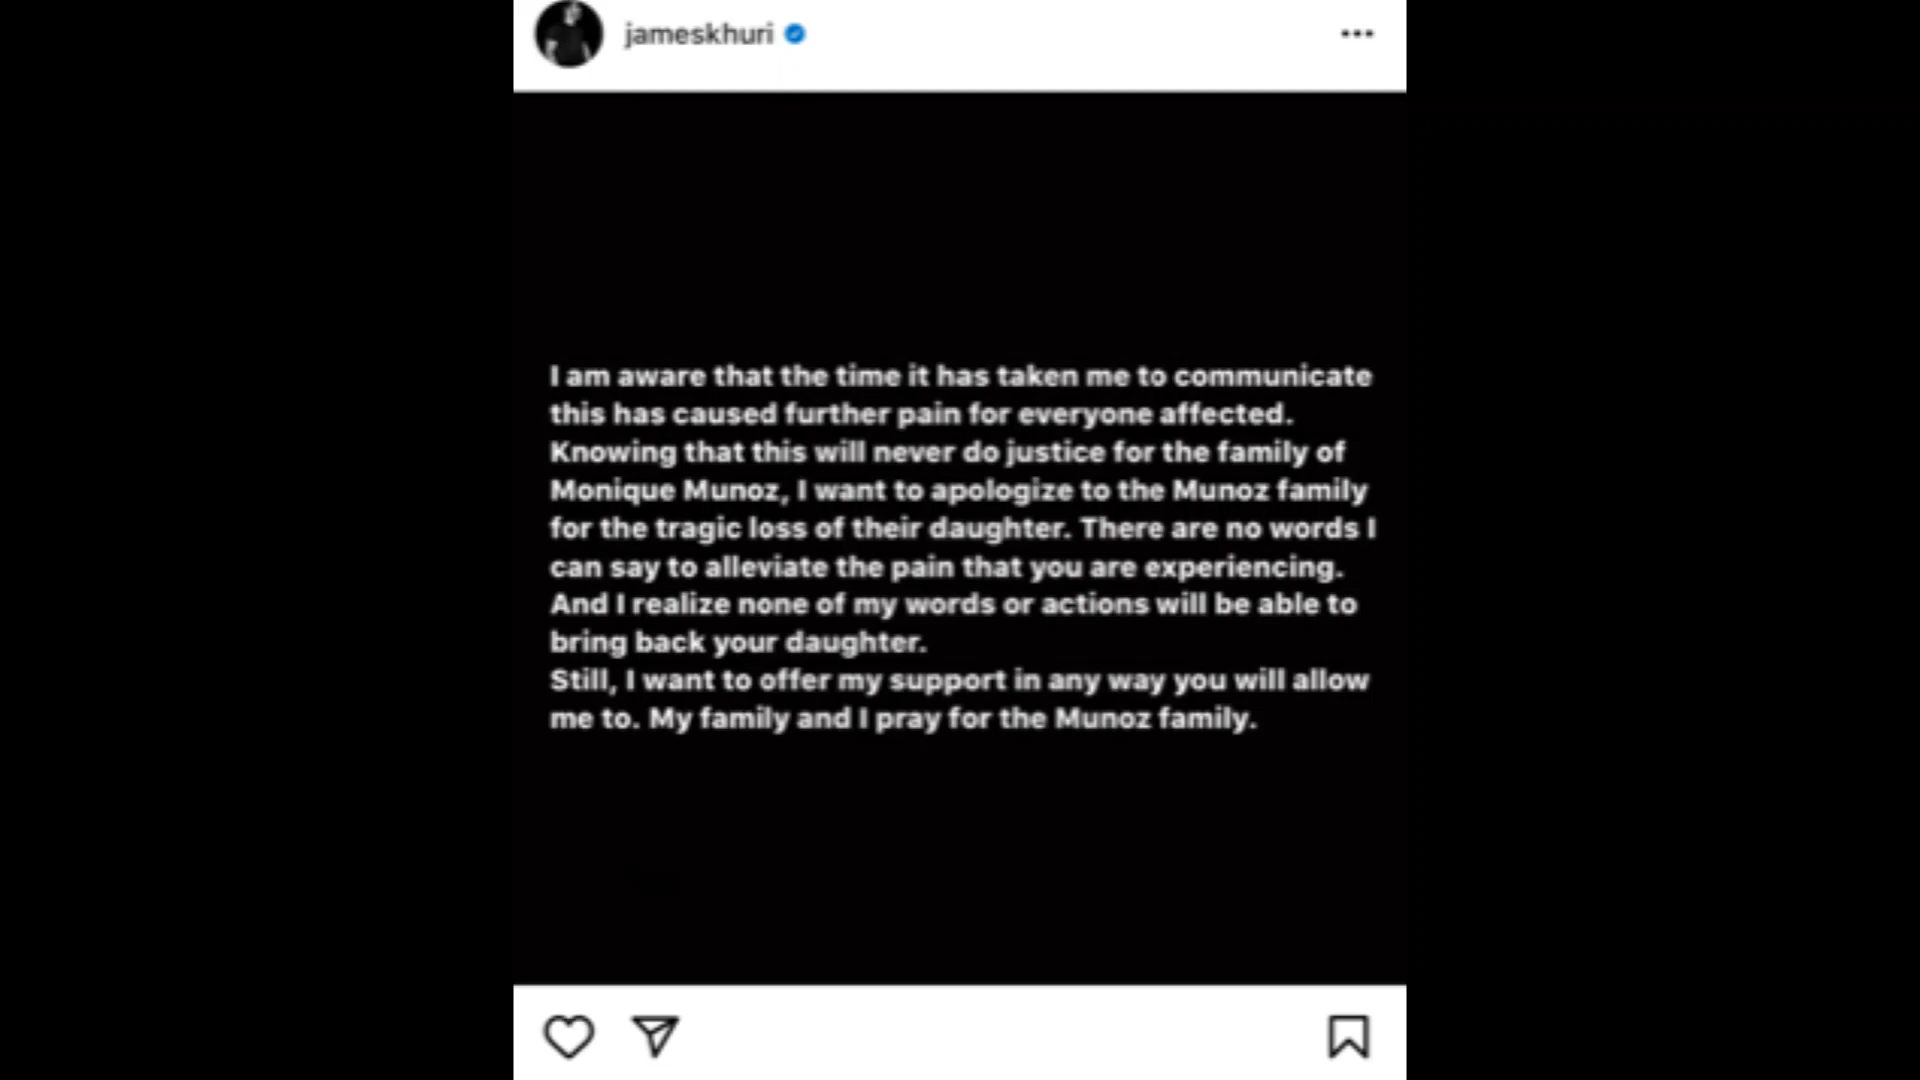 jameskhuri
I am aware that the time it has taken me to communicate
this has caused further pain for everyone affected.
Knowing that this will never do justice for the family of
Monique Munoz, I want to apologize to the Munoz family
for the tragic loss of their daughter. There are no words I
can say to alleviate the pain that you are experiencing.
And I realize none of my words or actions will be able to
bring back your daughter.
Still, I want to offer my support in any way you will allow
me to. My family and I pray for the Munoz family.